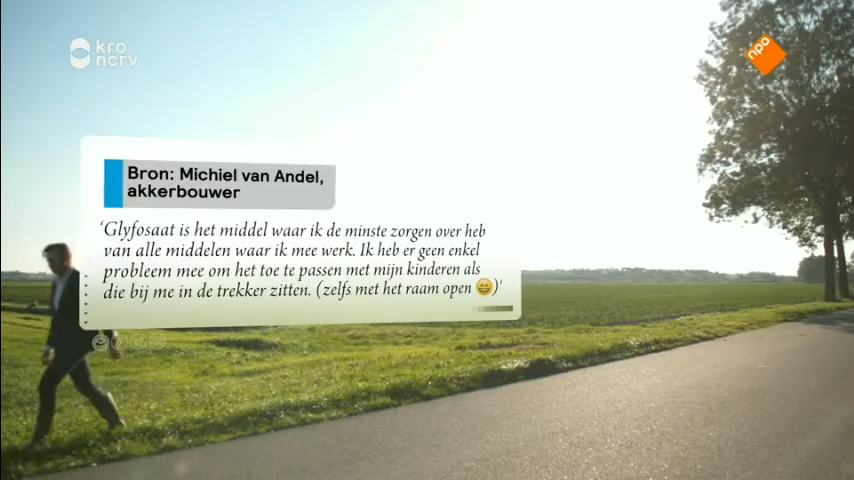 kro
ncrv
npo
Bron: Michiel van Andel,
akkerbouwer
‘Glyfosaat is het middel waar ik de minste zorgen over heb
van alle middelen waar ik mee werk. Ik heb er geen enkel
probleem mee om het toe te passen met mijn kinderen als
die bij me in de trekker zitten. (zelfs met het raam open 😄)‘